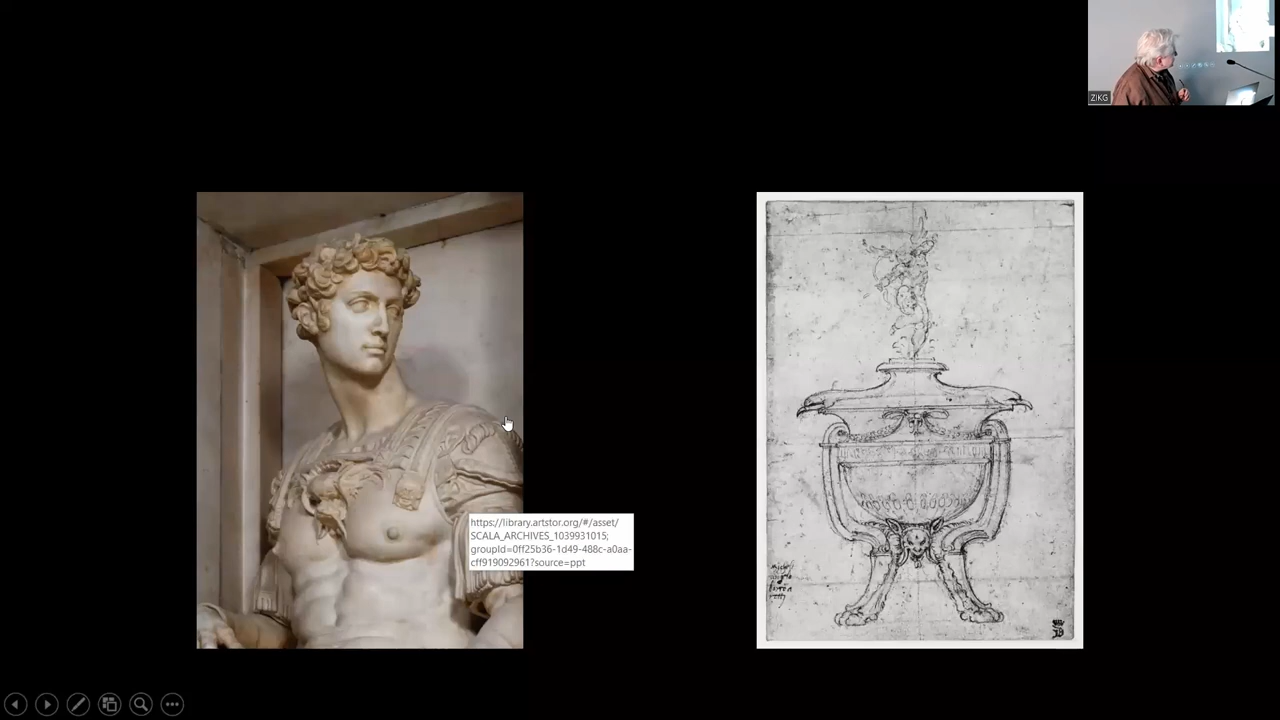 ZIKG
https://library.artstor.org/#/asset/
SCALA_ARCHIVES_1039931015;
groupId=0ff25b36-1d49-488c-a0aa-
cff919092961?source=ppt